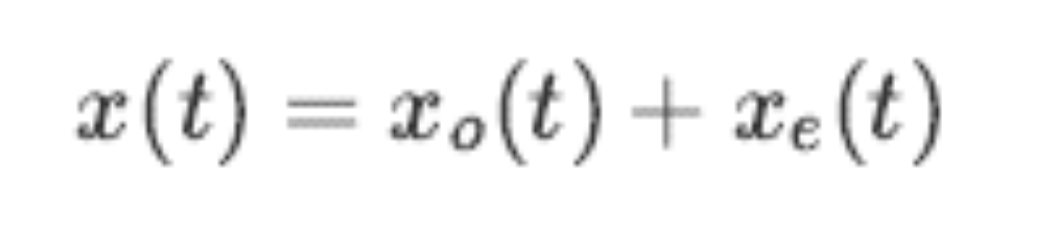 x(t) = x_o(t) + x_e(t)